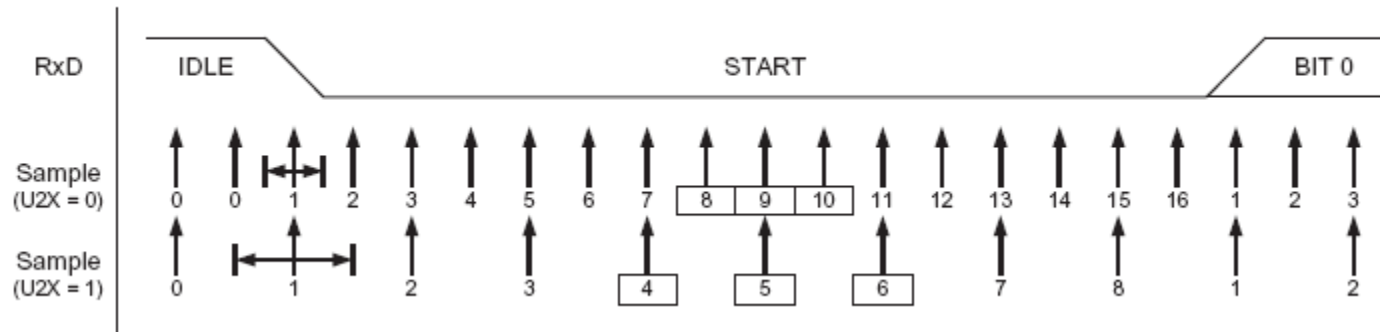 RxD IDLE START BIT 0
Sample
(U2X = 0)
0 0 1 2 3 4 5 6 7 8 9 10 11 12 13 14 15 16 1 2 3
Sample
(U2X = 1)
0 1 2 3 4 5 6 7 8 1 2